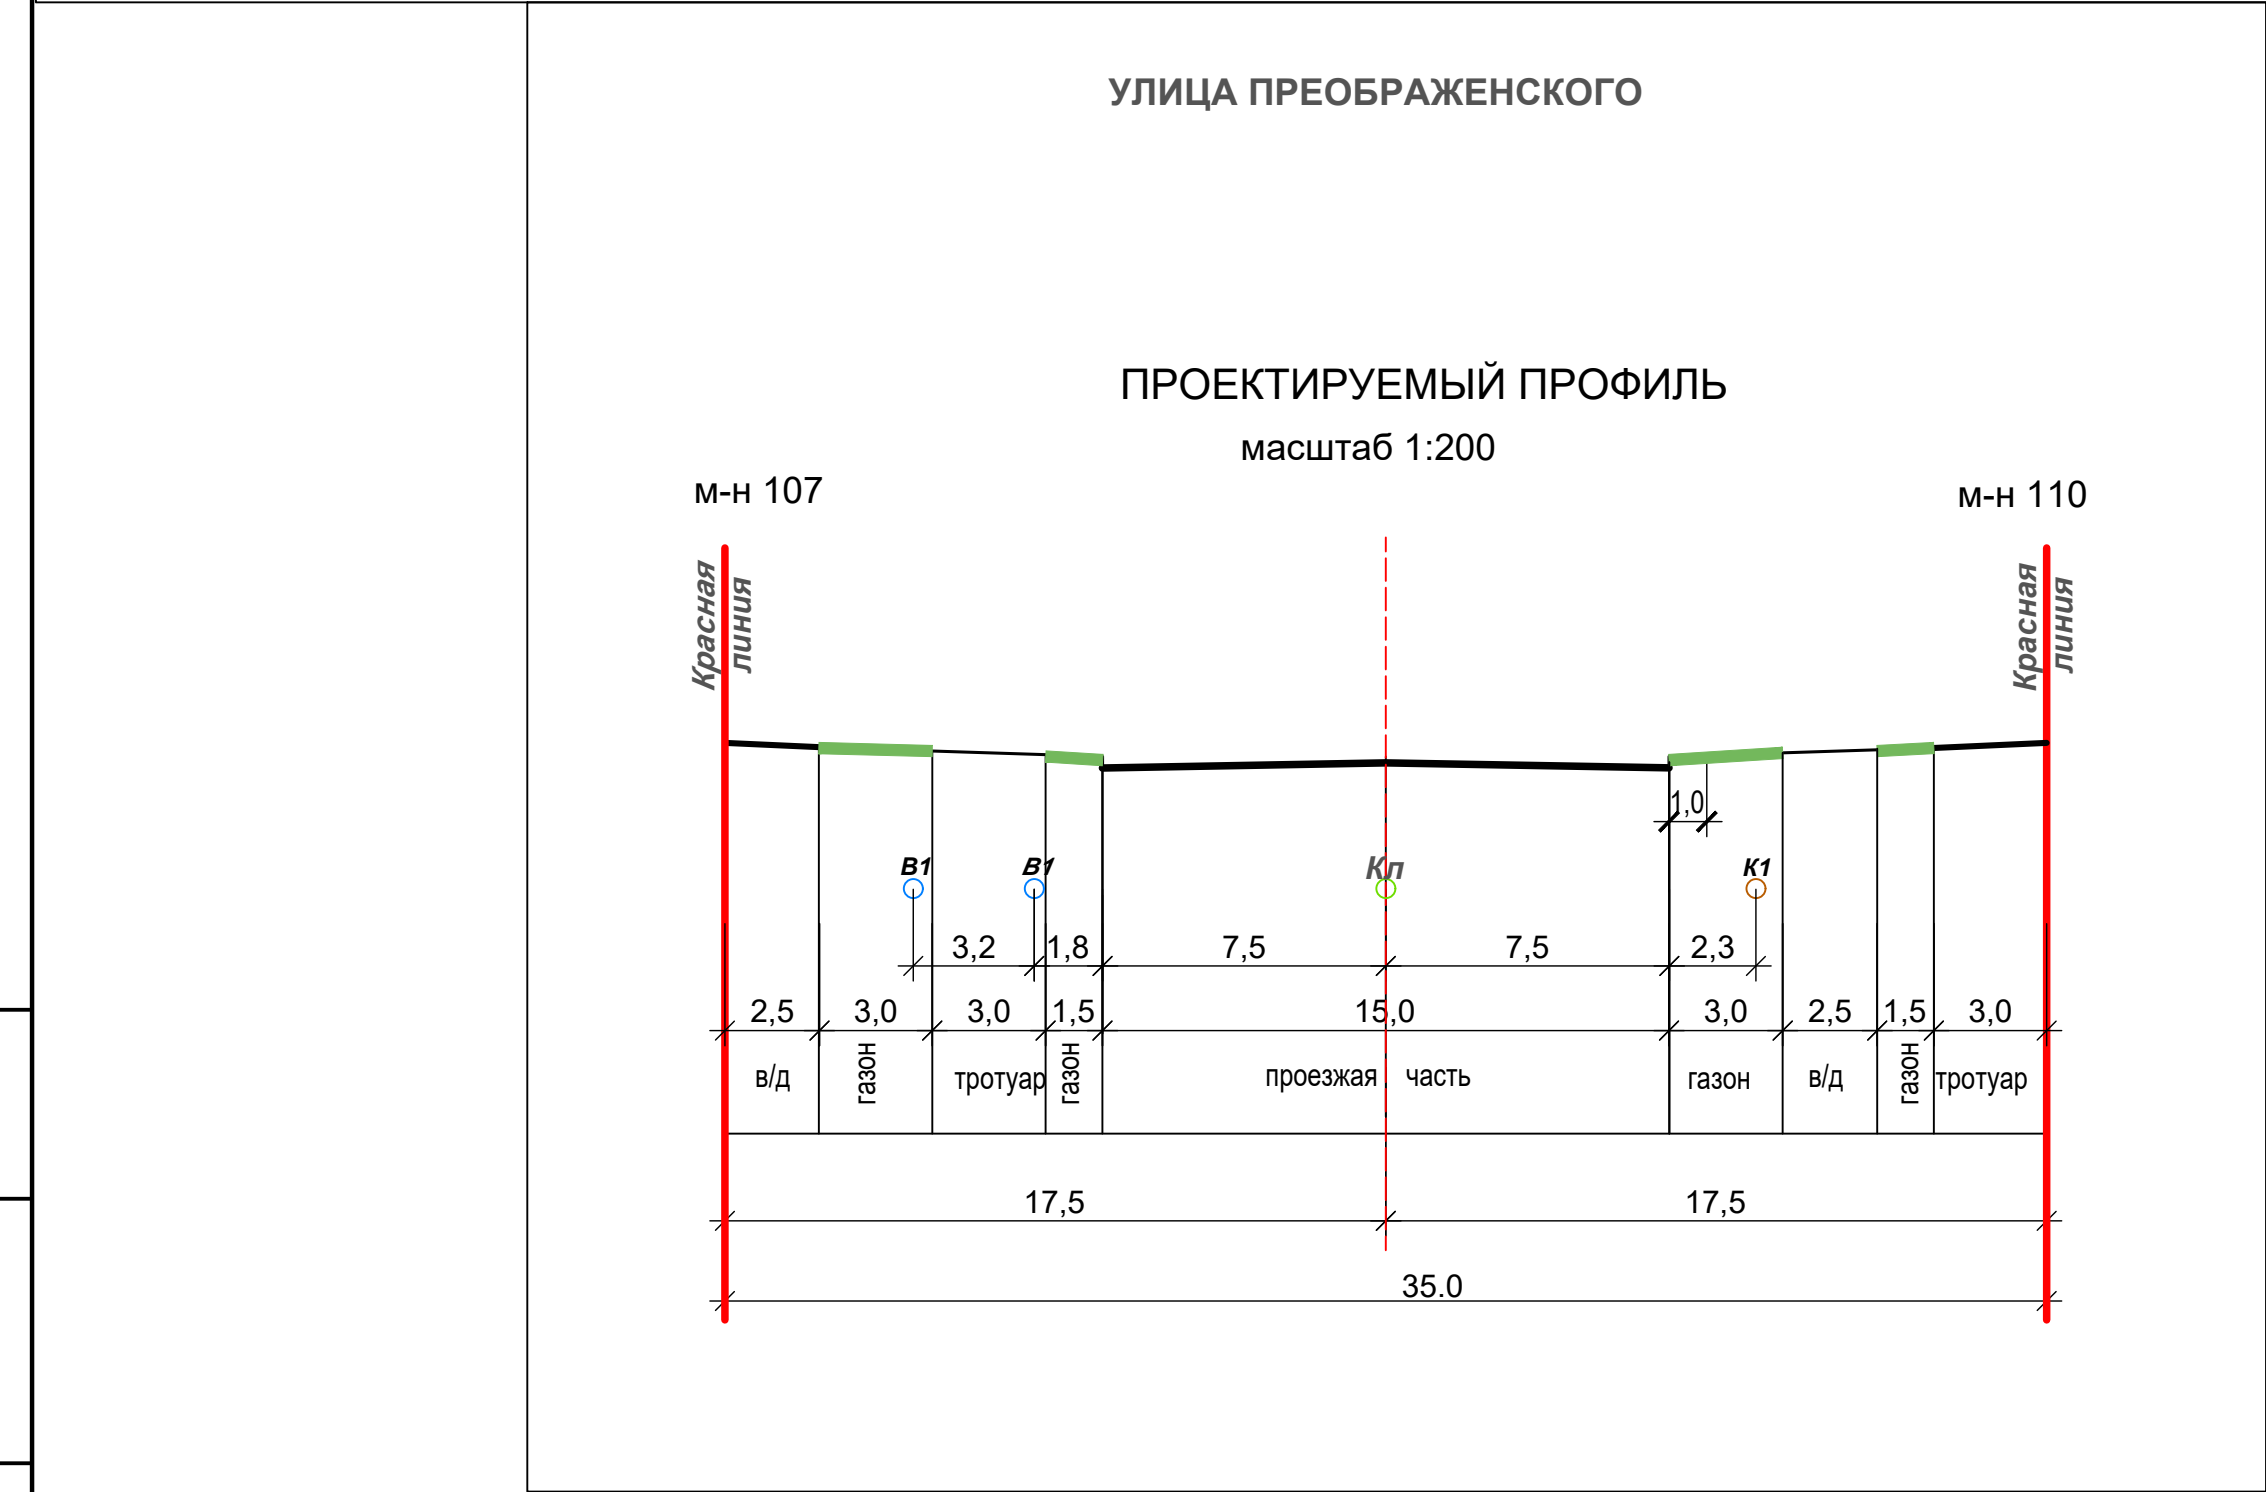 УЛИЦА ПРЕОБРАЖЕНСКОГО
ПРОЕКТИРУЕМЫЙ ПРОФИЛЬ
масштаб 1:200
м-н 107
м-н 110
Красная
линия
Красная
линия
1,0
В1
В1
Кл
К1
3,2
1,8
7,5
7,5
2,3
2,5
3,0
3,0
1,5
15,0
3,0
2,5
1,5
3,0
в/д
газон
тротуар
газон
проезжая часть
газон
в/д
газон
тротуар
17,5
17,5
35.0